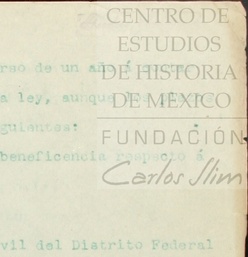 CENTRO DE
ESTUDIOS
DE HISTORIA
DE MÉXICO
FUNDACIÓN
Carlos Slim
rso de un año á
a ley, aunque
guientes:
beneficencia respecto á
vil del Distrito Federal